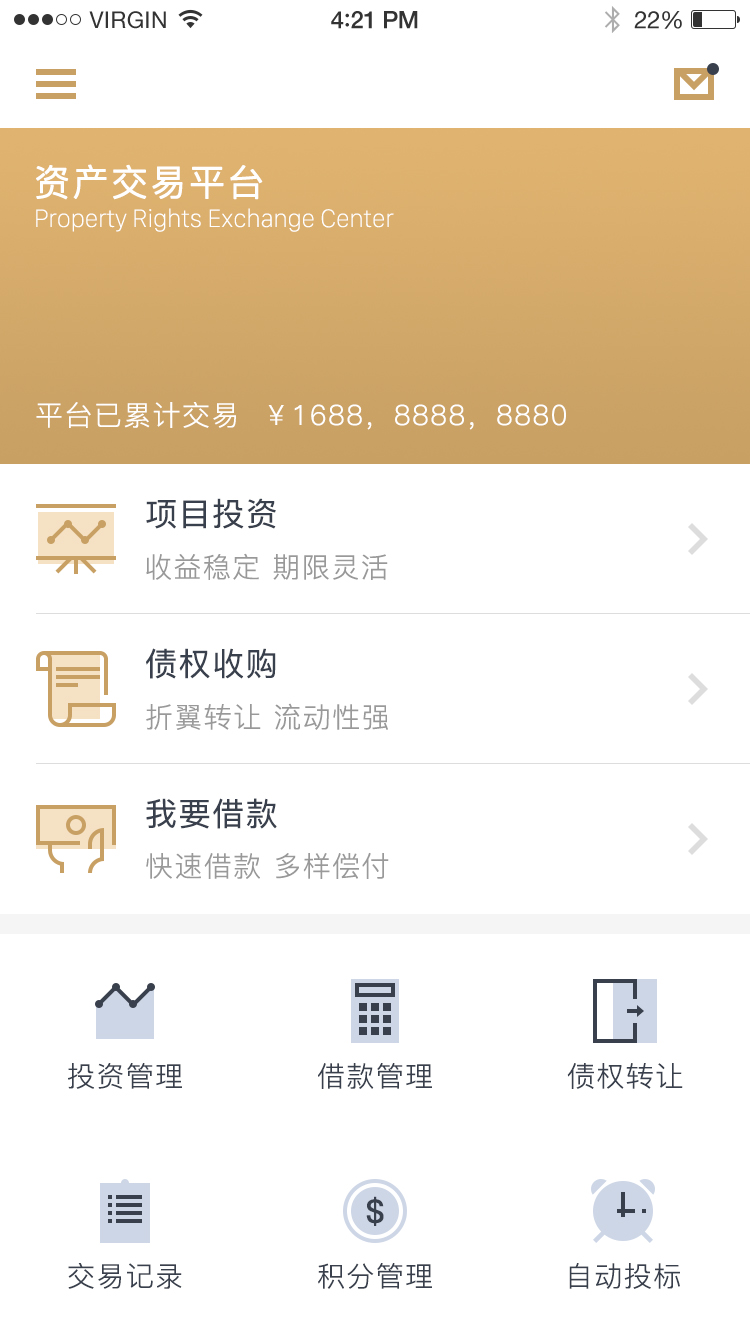 VIRGIN 4:21 PM 22%
资产交易平台
Property Rights Exchange Center
平台已累计交易 ￥1688，8888，8880
项目投资
收益稳定 期限灵活
债权收购
折翼转让 流动性强
我要借款
快速借款 多样偿付
投资管理 借款管理 债权转让
$
交易记录 积分管理 自动投标